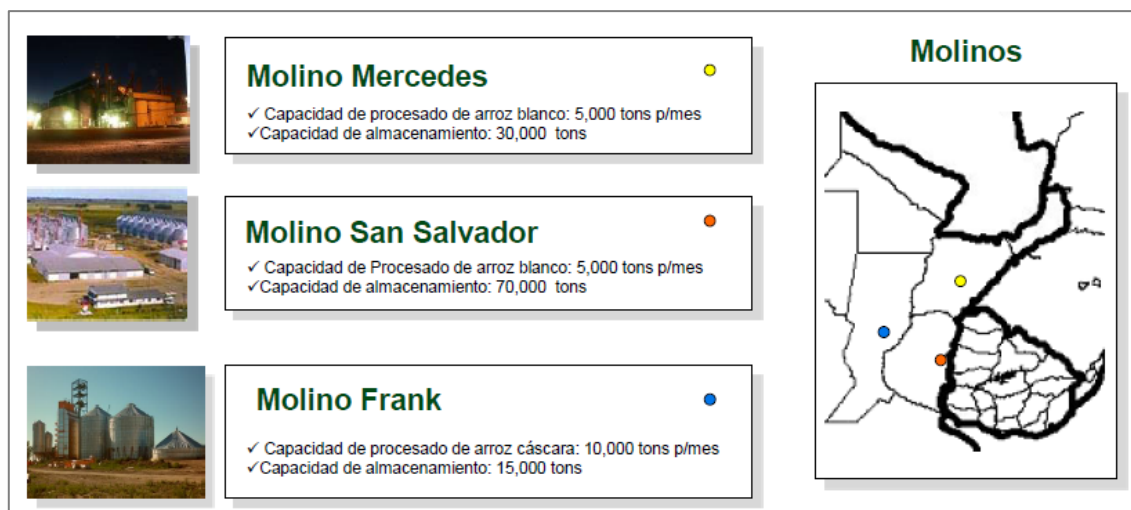 Molino Mercedes
✓ Capacidad de procesado de arroz blanco: 5,000 tons p/mes
✓Capacidad de almacenamiento: 30,000 tons
Molino San Salvador
✓ Capacidad de Procesado de arroz blanco: 5,000 tons p/mes
✓Capacidad de almacenamiento: 70,000 tons
Molino Frank
✓ Capacidad de procesado de arroz cáscara: 10,000 tons p/mes
✓Capacidad de almacenamiento: 15,000 tons
Molinos